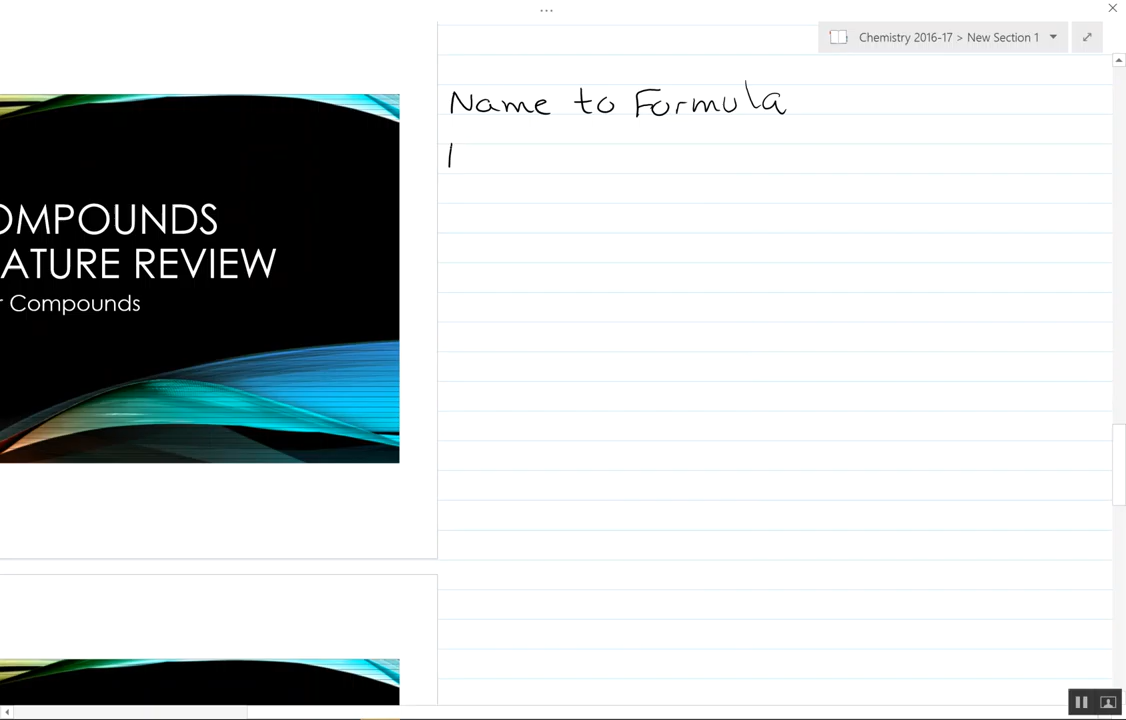 ...
Chemistry 2016-17 > New Section 1
Name to Formula
OMPOUNDS
ATURE REVIEW
r Compounds